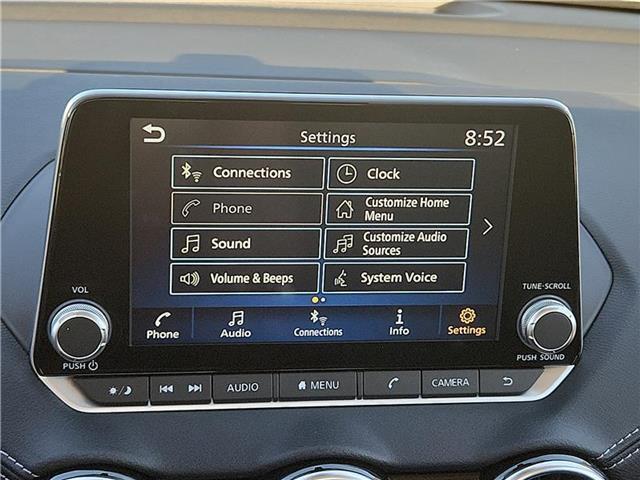 Settings
8:52
Connections
Clock
Phone
Customize Home
Menu
Sound
Customize Audio
Sources
Volume & Beeps
System Voice
Phone
Audio
Connections
Info
Settings
VOL
PUSH
TUNE·SCROLL
PUSH SOUND
AUDIO
MENU
CAMERA